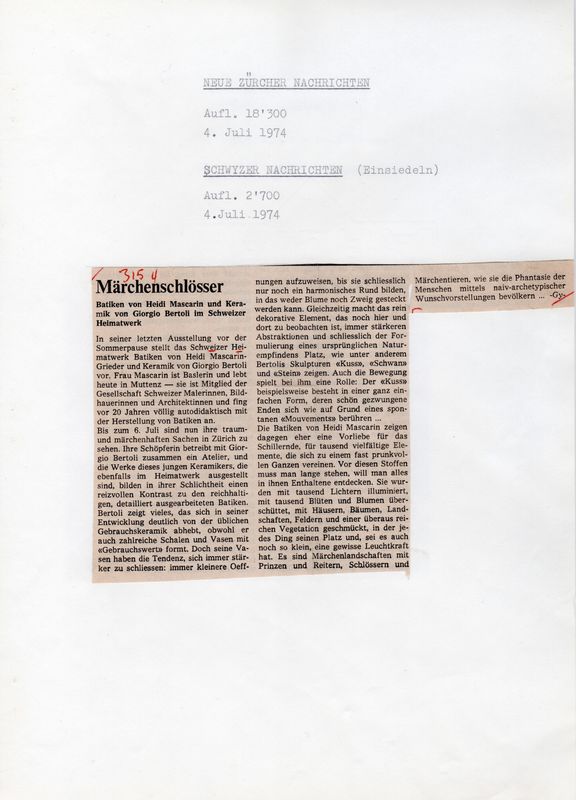 NEUE ZÜRCHER NACHRICHTEN
Aufl. 18'300
4. Juli 1974
SCHWYZER NACHRICHTEN (Einsiedeln)
Aufl. 2'700
4.Juli 1974
315 4
Märchenschlösser
Batiken von Heidi Mascarin und Kera-
mik von Giorgio Bertoli im Schweizer
Heimatwerk
In seiner letzten Ausstellung vor der
Sommerpause stellt das Schweizer Hei-
matwerk Batiken von Heidi Mascarin-
Grieder und Keramik von Giorgio Bertoli
vor. Frau Mascarin ist Baslerin und lebt
heute in Muttenz — sie ist Mitglied der
Gesellschaft Schweizer Malerinnen, Bild-
hauerinnen und Architektinnen und fing
vor 20 Jahren völlig autodidaktisch mit
der Herstellung von Batiken an.
Bis zum 6. Juli sind nun ihre traum-
und märchenhaften Sachen in Zürich zu
sehen. Ihre Schöpferin betreibt mit Gior-
gio Bertoli zusammen ein Atelier, und
die Werke dieses jungen Keramikers, die
ebenfalls im Heimatwerk ausgestellt
sind, bilden in ihrer Schlichtheit einen
reizvollen Kontrast zu den reichhalti-
gen, detailliert ausgearbeiteten Batiken.
Bertoli zeigt vieles, das sich in seiner
Entwicklung deutlich von der üblichen
Gebrauchskeramik abhebt, obwohl er
auch zahlreiche Schalen und Vasen mit
«Gebrauchswert» formt. Doch seine Va-
sen haben die Tendenz, sich immer stär-
ker zu schliessen: immer kleinere Oeff-
nungen aufzuweisen, bis sie schliesslich
nur noch ein harmonisches Rund bilden,
in das weder Blume noch Zweig gesteckt
werden kann. Gleichzeitig macht das rein
dekorative Element, das noch hier und
dort zu beobachten ist, immer stärkeren
Abstraktionen und schliesslich der For-
mulierung eines ursprünglichen Natur-
empfindens Platz, wie unter anderem
Bertolis Skulpturen «Kuss», «Schwan»
und «Stein» zeigen. Auch die Bewegung
spielt bei ihm eine Rolle: Der «Kuss»
beispielsweise besteht in einer ganz ein-
fachen Form, deren schön gezwungene
Enden sich wie auf Grund eines spon-
tanen «Mouvements» berühren ...
Die Batiken von Heidi Mascarin zeigen
dagegen eher eine Vorliebe für das
Schillernde, für tausend vielfältige Ele-
mente, die sich zu einem fast prunkvol-
len Ganzen vereinen. Vor diesen Stoffen
muss man lange stehen, will man alles
in ihnen Enthaltene entdecken. Sie wur-
den mit tausend Lichtern illuminiert,
mit tausend Blüten und Blumen über-
schüttet, mit Häusern, Bäumen, Land-
schaften, Feldern und einer überaus rei-
chen Vegetation geschmückt, in der je-
des Ding seinen Platz und, sei es auch
noch so klein, eine gewisse Leuchtkraft
hat. Es sind Märchenlandschaften mit
Prinzen und Reitern, Schlössern und
Märchentieren, wie sie die Phantasie der
Menschen mittels naiv-archetypischer
Wunschvorstellungen bevölkern ... -Gy-